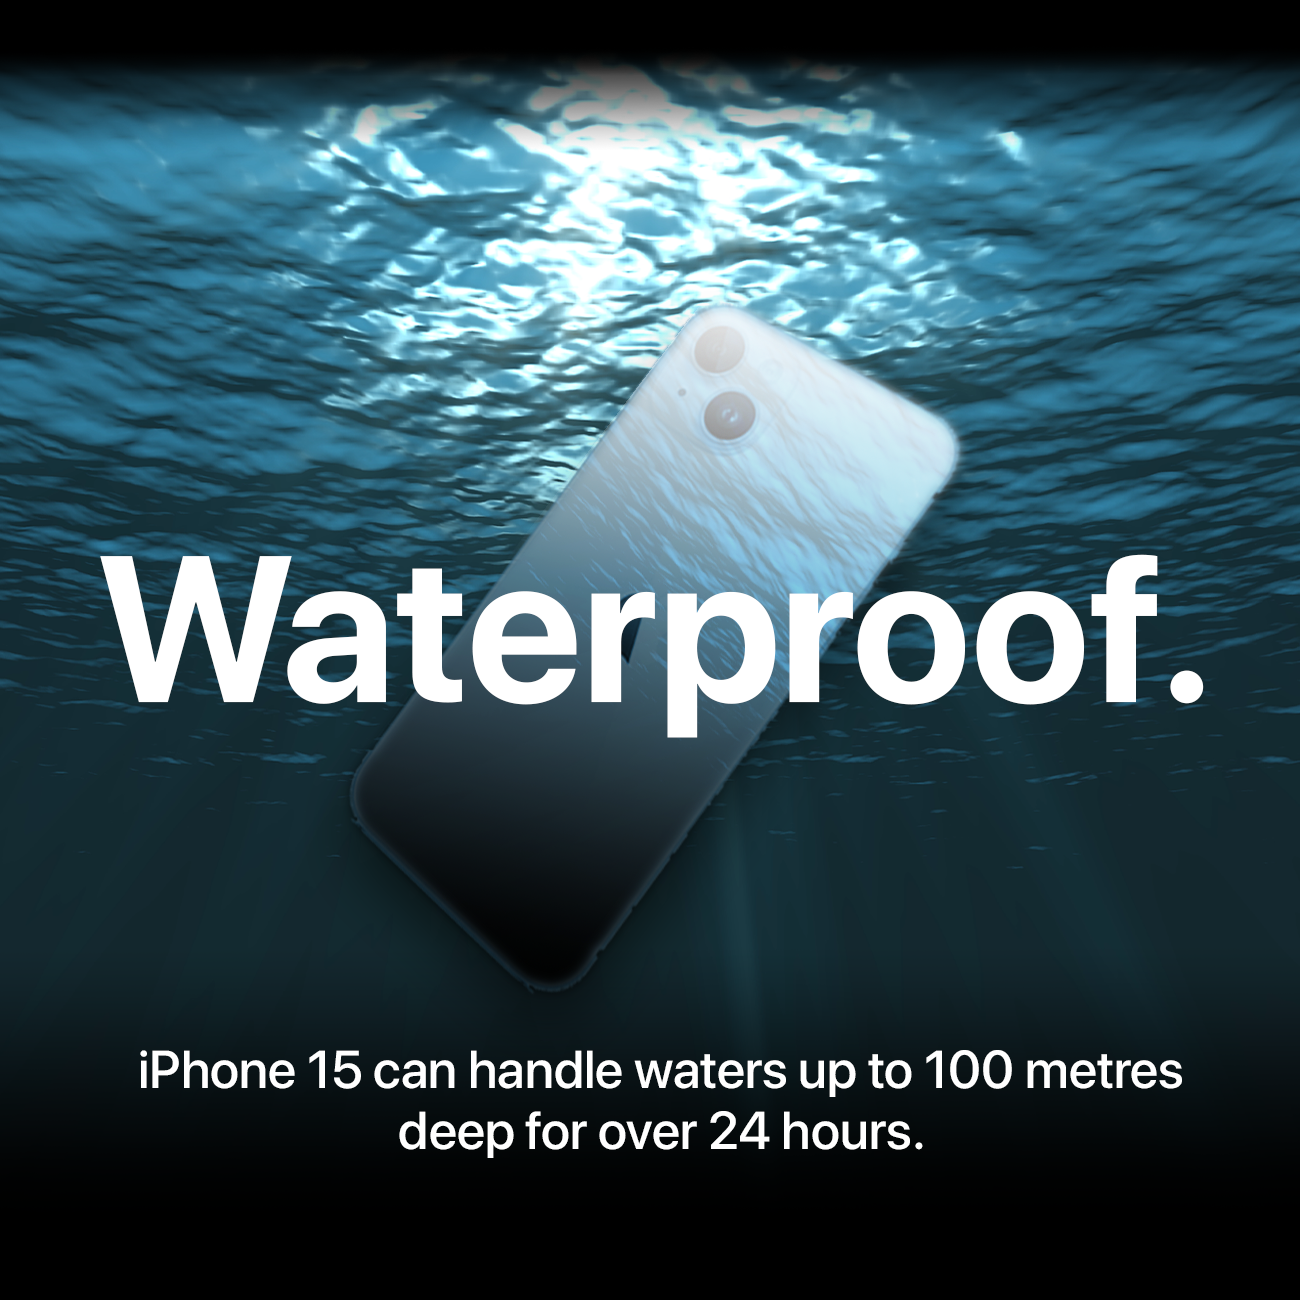 Waterproof.
iPhone 15 can handle waters up to 100 metres
deep for over 24 hours.